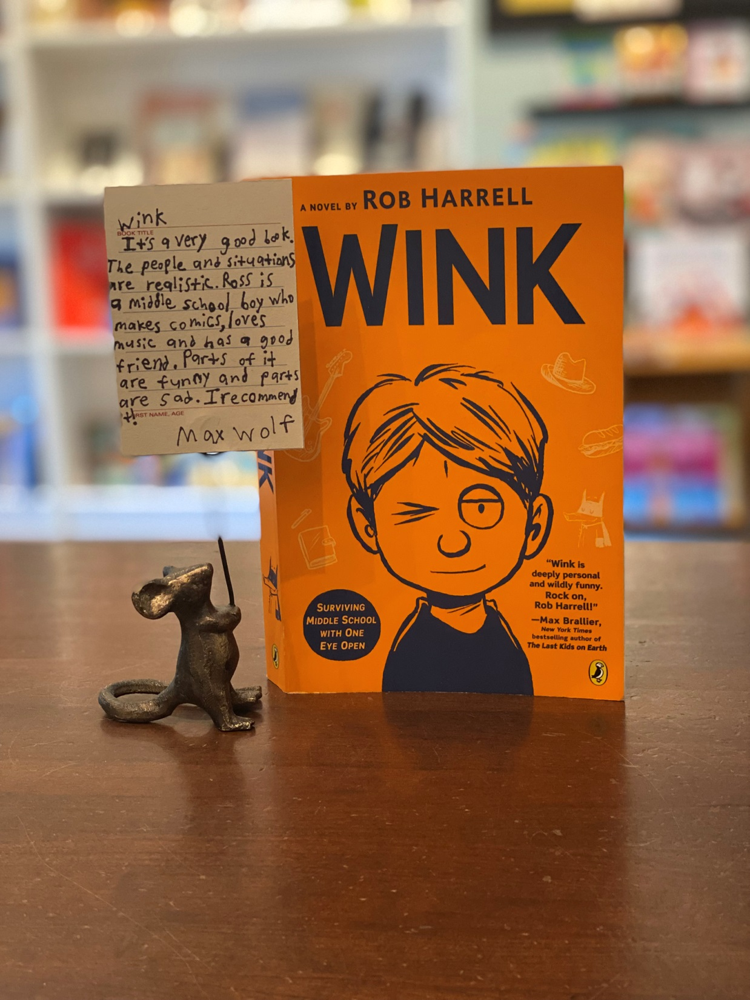 Wink
BOOK TITLE
It's a very good book.
The people and situations
are realistic. Ross is
a middle school boy who
makes comics, loves
music and has a good
friend. Parts of it
are funny and parts
are sad. I recommend
it!
FIRST NAME, AGE
Max Wolf
A NOVEL BY ROB HARRELL
WINK
SURVIVING
MIDDLE SCHOOL
WITH ONE
EYE OPEN
"Wink is
deeply personal
and wildly funny.
Rock on,
Rob Harrell!"
—Max Brallier,
New York Times
bestselling author of
The Last Kids on Earth
NK